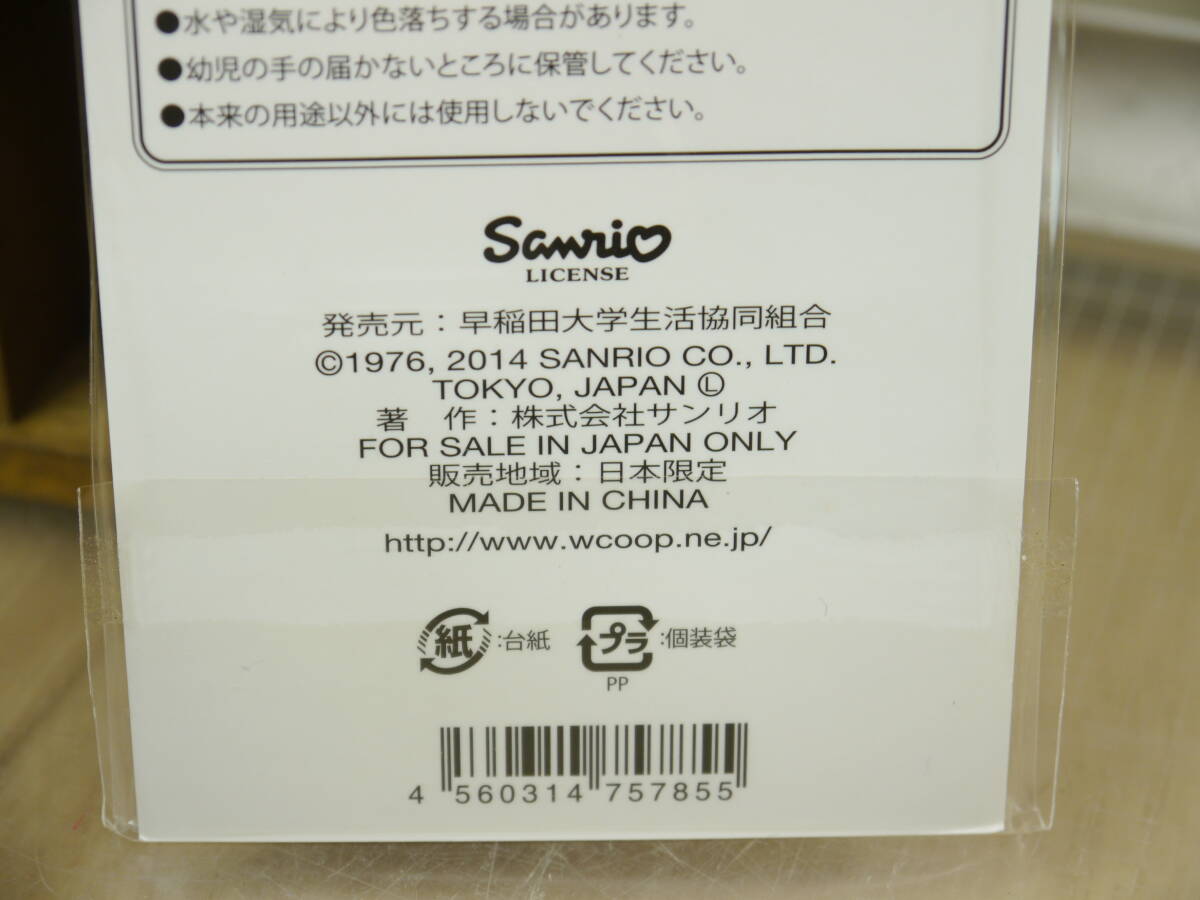 ●水や湿気により色落ちする場合があります。
●幼児の手の届かないところに保管してください。
●本来の用途以外には使用しないでください。
Sanrio
LICENSE
発売元：早稲田大学生活協同組合
©1976, 2014 SANRIO CO., LTD.
TOKYO, JAPAN Ⓛ
著　作：株式会社サンリオ
FOR SALE IN JAPAN ONLY
販売地域：日本限定
MADE IN CHINA
http://www.wcoop.ne.jp/
紙 :台紙 プラ :個装袋
PP
4 560314 757855